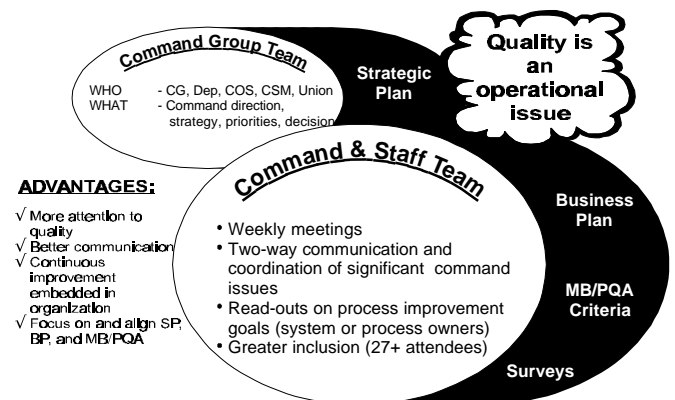 Command Group Team
WHO - CG, Dep, COS, CSM, Union
WHAT - Command direction,
strategy, priorities, decision
Strategic
Plan
Quality is
an
operational
issue
Command & Staff Team
• Weekly meetings
• Two-way communication and
coordination of significant command
issues
• Read-outs on process improvement
goals (system or process owners)
• Greater inclusion (27+ attendees)
ADVANTAGES:
√ More attention to
quality
√ Better communication
√ Continuous
improvement
embedded in
organization
√ Focus on and align SP,
BP, and MB/PQA
Business
Plan
MB/PQA
Criteria
Surveys